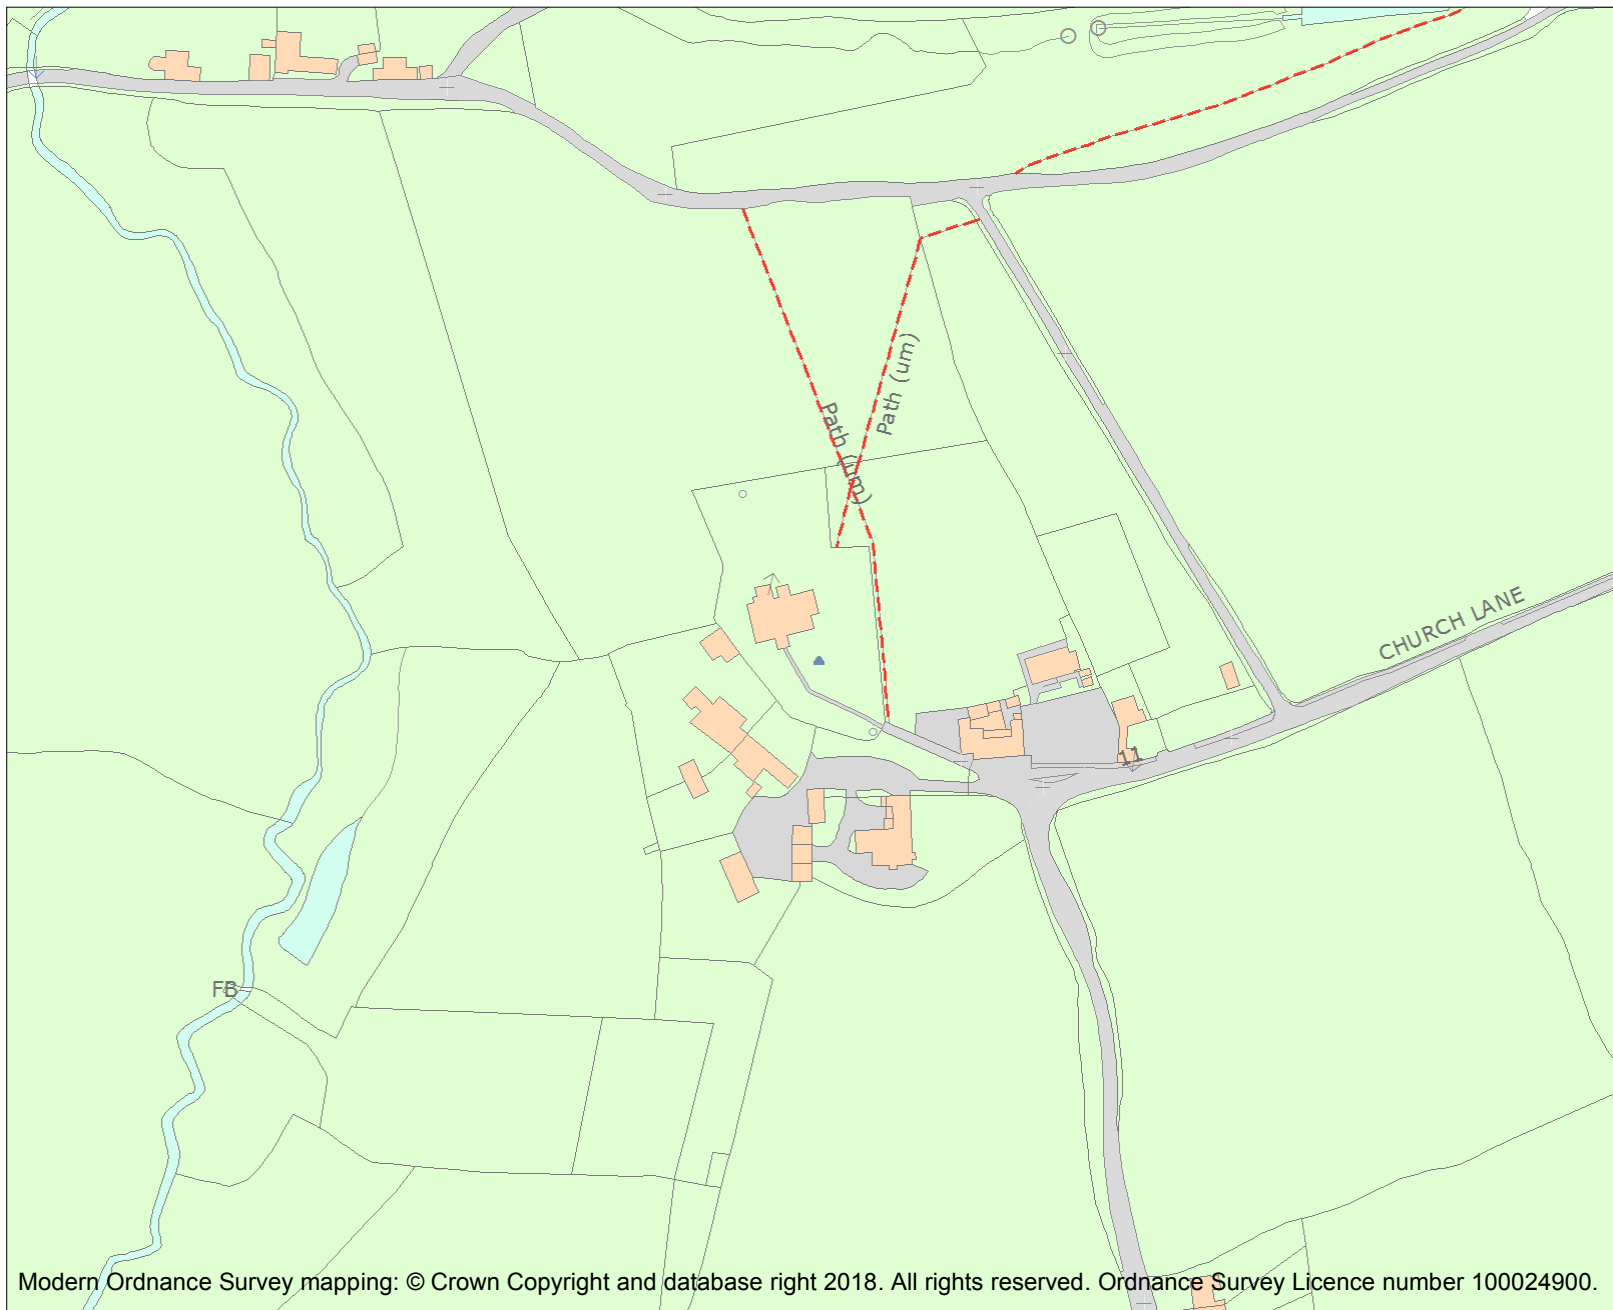 Path (um)
Path (um)
CHURCH LANE
11
FB
Modern Ordnance Survey mapping: © Crown Copyright and database right 2018. All rights reserved. Ordnance Survey Licence number 100024900.